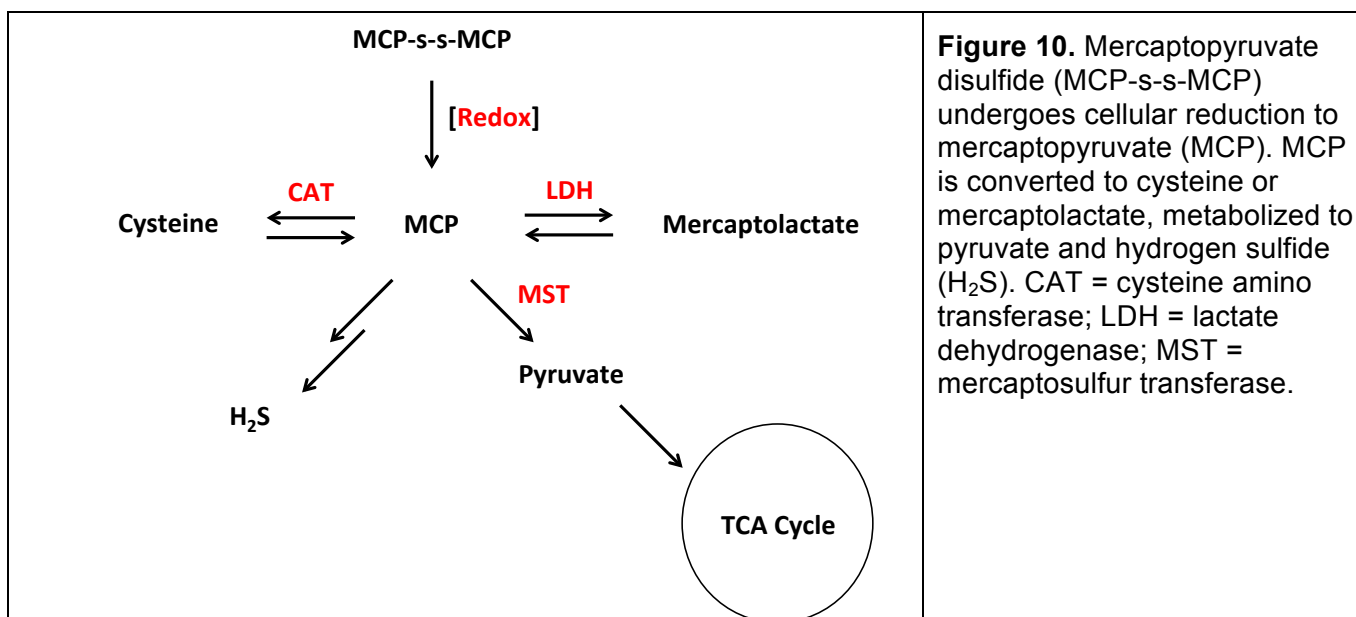 MCP-s-s-MCP
[Redox]
CAT
LDH
Cysteine
MCP
Mercaptolactate
MST
Pyruvate
H₂S
TCA Cycle
Figure 10. Mercaptopyruvate
disulfide (MCP-s-s-MCP)
undergoes cellular reduction to
mercaptopyruvate (MCP). MCP
is converted to cysteine or
mercaptolactate, metabolized to
pyruvate and hydrogen sulfide
(H₂S). CAT = cysteine amino
transferase; LDH = lactate
dehydrogenase; MST =
mercaptosulfur transferase.